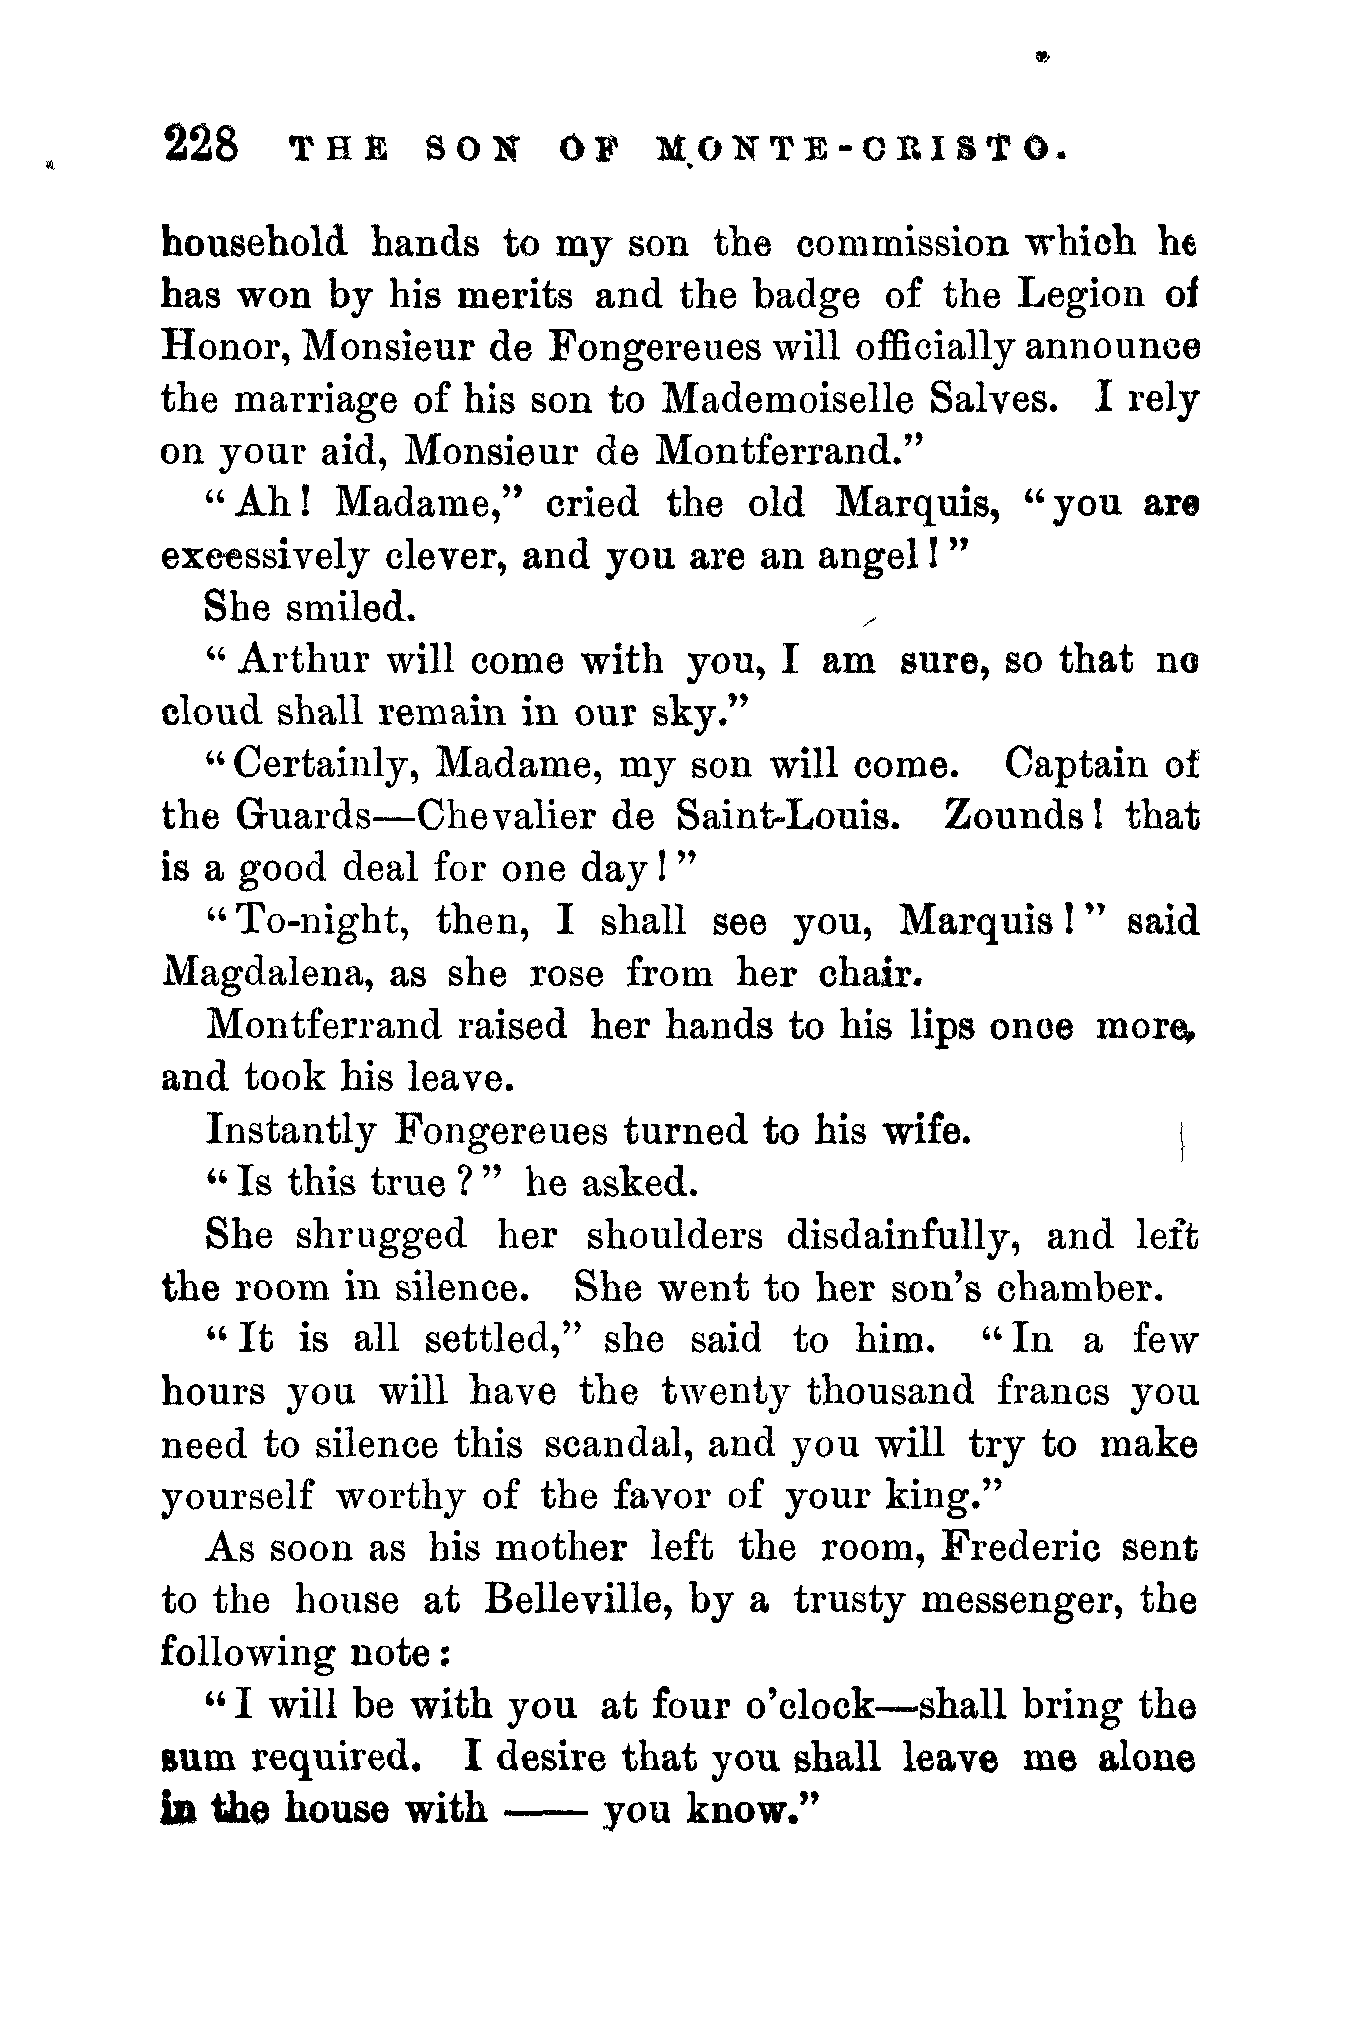 228 THE SON OF MONTE-CRISTO.
household hands to my son the commission which he
has won by his merits and the badge of the Legion of
Honor, Monsieur de Fongereues will officially announce
the marriage of his son to Mademoiselle Salves. I rely
on your aid, Monsieur de Montferrand."
"Ah! Madame," cried the old Marquis, "you are
excessively clever, and you are an angel!"
She smiled.
"Arthur will come with you, I am sure, so that no
cloud shall remain in our sky."
"Certainly, Madame, my son will come. Captain of
the Guards—Chevalier de Saint-Louis. Zounds! that
is a good deal for one day!"
"To-night, then, I shall see you, Marquis!" said
Magdalena, as she rose from her chair.
Montferrand raised her hands to his lips once more,
and took his leave.
Instantly Fongereues turned to his wife.
"Is this true?" he asked.
She shrugged her shoulders disdainfully, and left
the room in silence. She went to her son's chamber.
"It is all settled," she said to him. "In a few
hours you will have the twenty thousand francs you
need to silence this scandal, and you will try to make
yourself worthy of the favor of your king."
As soon as his mother left the room, Frederic sent
to the house at Belleville, by a trusty messenger, the
following note:
"I will be with you at four o'clock—shall bring the
sum required. I desire that you shall leave me alone
in the house with —— you know."